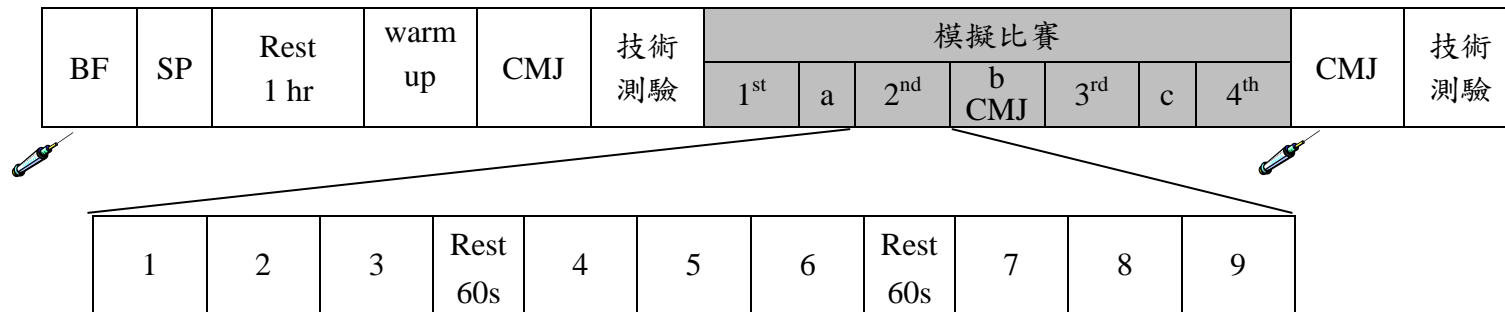 BF
SP
Rest
1 hr
warm
up
CMJ
技術
測驗
模擬比賽
1st
a
2nd
b
CMJ
3rd
c
4th
CMJ
技術
測驗
1
2
3
Rest
60s
4
5
6
Rest
60s
7
8
9